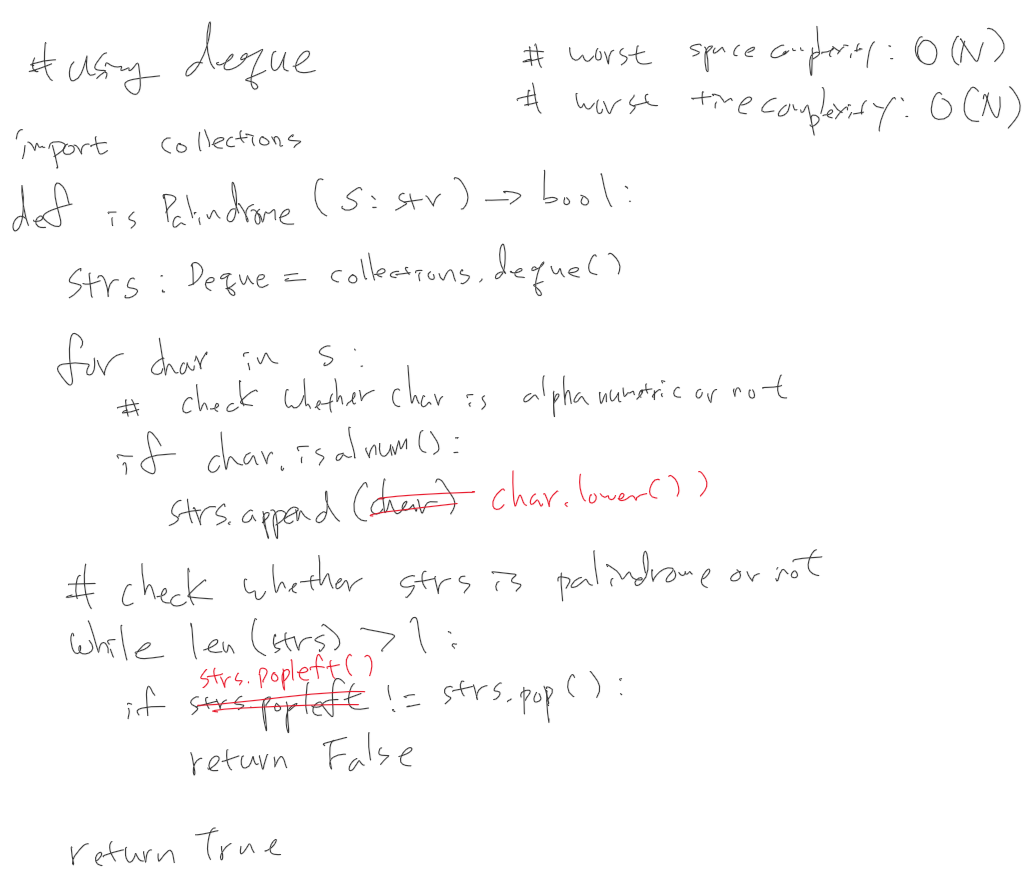 # using deque
# worst space complexity: O(N)
# worst time complexity: O(N)
import collections
def isPalindrome (s: str) -> bool:
strs : Deque = collections.deque()
for char in s:
# check whether char is alphanumetric or not
if char.isalnum():
strs.append(char) char.lower())
# check whether strs is palindrome or not
while len(strs) > 1:
strs.popleft()
if strs.popleft != strs.pop():
return False
return True